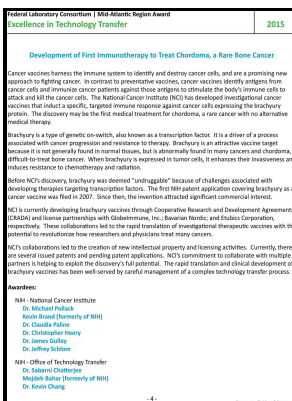 Federal Laboratory Consortium | Mid-Atlantic Region Award
Excellence in Technology Transfer 2015
Development of First Immunotherapy to Treat Chordoma, a Rare Bone Cancer
Cancer vaccines harness the immune system to identify and destroy cancer cells, and are a promising new
approach to fighting cancer. In contrast to preventative vaccines, cancer vaccines identify antigens from
cancer cells and immunize cancer patients against those antigens to stimulate the body's immune cells to
attack and kill the cancer cells. The National Cancer Institute (NCI) has developed investigational cancer
vaccines that induce a specific, targeted immune response against cancer cells expressing the brachyury
protein. The discovery may be the first medical treatment for chordoma, a rare cancer with no alternative
medical therapy.
Brachyury is a type of genetic on-switch, also known as a transcription factor. It is a driver of a process
associated with cancer progression and resistance to therapy. Brachyury is an attractive vaccine target
because it is not generally found in normal tissues, but is abnormally found in many cancers and chordoma, a
difficult-to-treat bone cancer. When brachyury is expressed in tumor cells, it enhances their invasiveness and
induces resistance to chemotherapy and radiation.
Before NCI's discovery, brachyury was deemed "undruggable" because of challenges associated with
developing therapies targeting transcription factors. The first NIH patent application covering brachyury as a
cancer vaccine was filed in 2007. Since then, the invention attracted significant commercial interest.
NCI is currently developing brachyury vaccines through Cooperative Research and Development Agreements
(CRADA) and license partnerships with GlobeImmune, Inc.; Bavarian Nordic; and Etubics Corporation,
respectively. These collaborations led to the rapid translation of investigational therapeutic vaccines with the
potential to revolutionize how researchers and physicians treat many cancers.
NCI's collaborations led to the creation of new intellectual property and licensing activities. Currently, there
are several issued patents and pending patent applications. NCI's commitment to collaborate with multiple
partners is helping to exploit the discovery's full potential. The rapid translation and clinical development of
brachyury vaccines has been well-served by careful management of a complex technology transfer process.
Awardees:
NIH - National Cancer Institute
Dr. Michael Pollack
Kevin Brand (formerly of NIH)
Dr. Claudia Palena
Dr. Christopher Heery
Dr. James Gulley
Dr. Jeffrey Schlom
NIH - Office of Technology Transfer
Dr. Sabarni Chatterjee
Mojdeh Bahar (formerly of NIH)
Dr. Kevin Chang
- 4 -